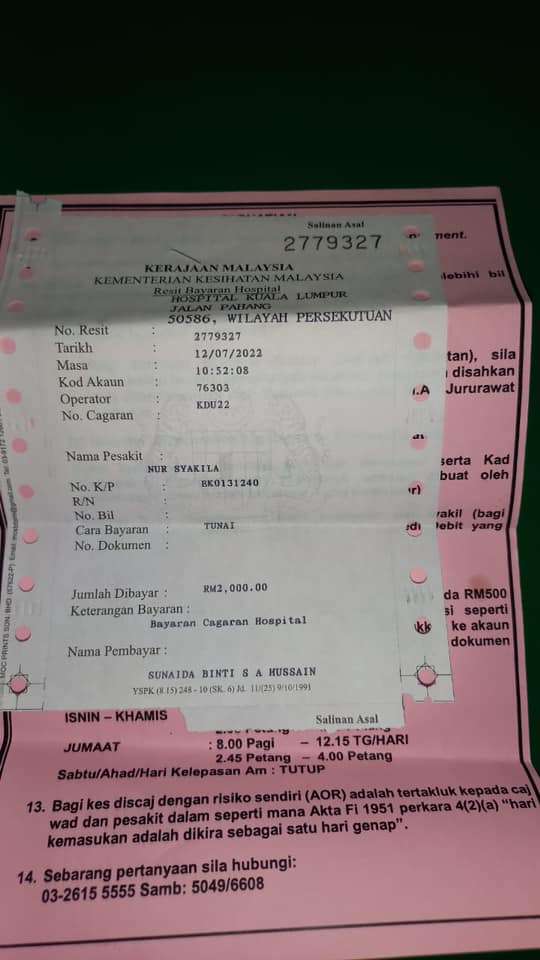 Salinan Asal
2779327
KERAJAAN MALAYSIA
KEMENTERIAN KESIHATAN MALAYSIA
Resit Bayaran Hospital
HOSPITAL KUALA LUMPUR
JALAN PAHANG
50586, WILAYAH PERSEKUTUAN
No. Resit : 2779327
Tarikh : 12/07/2022
Masa : 10:52:08
Kod Akaun : 76303
Operator : KDU22
No. Cagaran :
Nama Pesakit :
NUR SYAKILA
No. K/P : BK0131240
R/N :
No. Bil :
Cara Bayaran : TUNAI
No. Dokumen :
Jumlah Dibayar : RM2,000.00
Keterangan Bayaran :
Bayaran Cagaran Hospital
Nama Pembayar :
SUNAIDA BINTI S A HUSSAIN
YSPK (8.15) 248 - 10 (SK. 6) Jd. 11/(25) 9/10/1991
Salinan Asal
ment.
lebihi bil
tan), sila
disahkan
Jururawat
serta Kad
buat oleh
vakil (bagi
debit yang
da RM500
si seperti
ke akaun
dokumen
ISNIN – KHAMIS
JUMAAT : 8.00 Pagi – 12.15 TG/HARI
2.45 Petang – 4.00 Petang
Sabtu/Ahad/Hari Kelepasan Am : TUTUP
13. Bagi kes discaj dengan risiko sendiri (AOR) adalah tertakluk kepada caj
wad dan pesakit dalam seperti mana Akta Fi 1951 perkara 4(2)(a) “hari
kemasukan adalah dikira sebagai satu hari genap”.
14. Sebarang pertanyaan sila hubungi:
03-2615 5555 Samb: 5049/6608